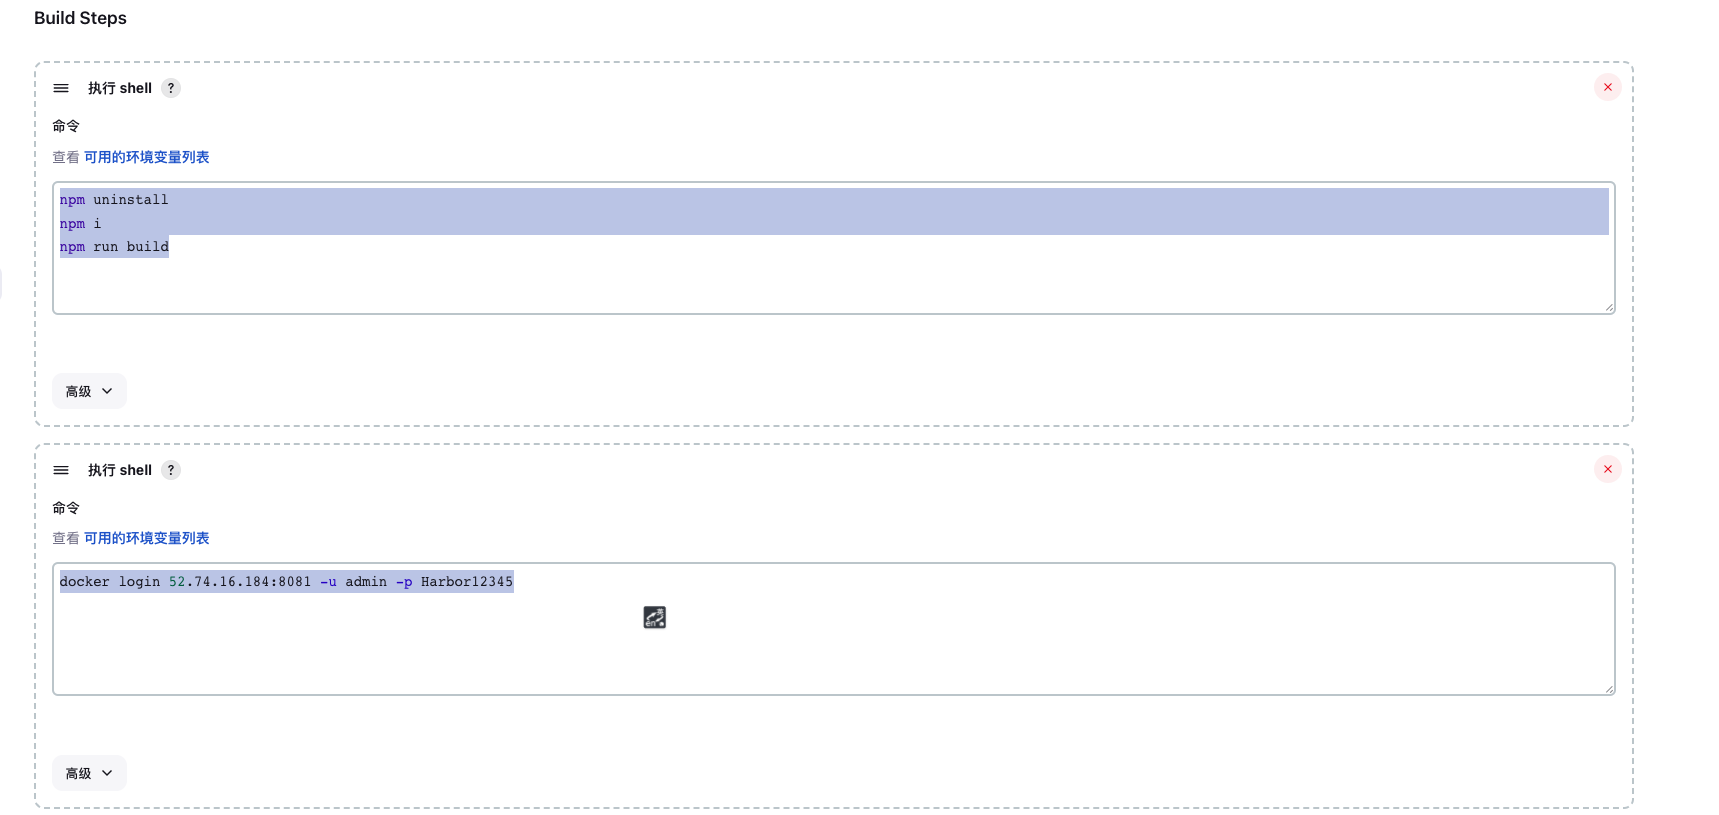 Build Steps
执行 shell ?
命令
查看 可用的环境变量列表
npm uninstall
npm i
npm run build
高级
执行 shell ?
命令
查看 可用的环境变量列表
docker login 52.74.16.184:8081 -u admin -p Harbor12345
英
en
高级